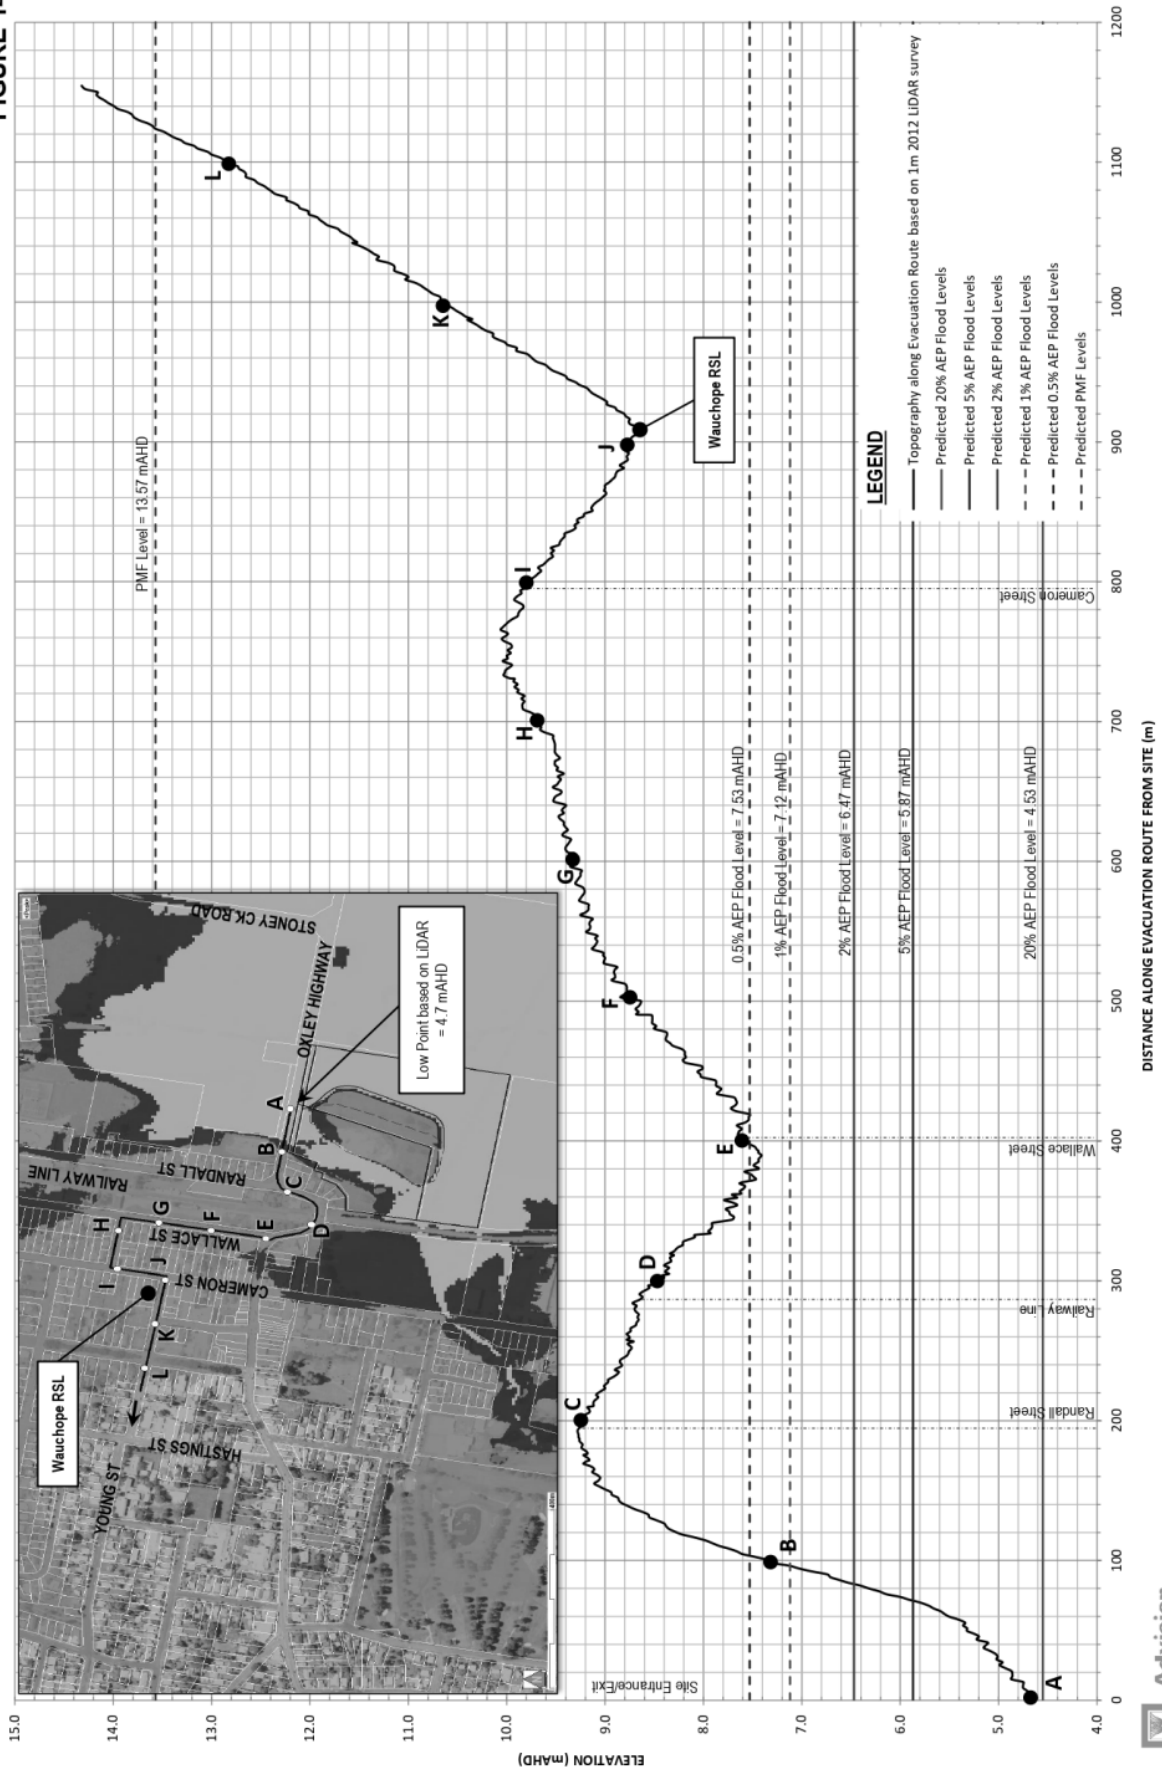 FIGURE 1
15.0
14.0
13.0
12.0
11.0
10.0
9.0
8.0
7.0
6.0
5.0
4.0
ELEVATION (mAHD)
0
100
200
300
400
500
600
700
800
900
1000
1100
1200
DISTANCE ALONG EVACUATION ROUTE FROM SITE (m)
PMF Level = 13.57 mAHD
0.5% AEP Flood Level = 7.53 mAHD
1% AEP Flood Level = 7.12 mAHD
2% AEP Flood Level = 6.47 mAHD
5% AEP Flood Level = 5.87 mAHD
20% AEP Flood Level = 4.53 mAHD
Site Entrance/Exit
Randall Street
Railway Line
Wallace Street
Cameron Street
A
B
C
D
E
F
G
H
I
J
K
L
Wauchope RSL
LEGEND
Topography along Evacuation Route based on 1m 2012 LiDAR survey
Predicted 20% AEP Flood Levels
Predicted 5% AEP Flood Levels
Predicted 2% AEP Flood Levels
Predicted 1% AEP Flood Levels
Predicted 0.5% AEP Flood Levels
Predicted PMF Levels
Wauchope RSL
YOUNG ST
HASTINGS ST
CAMERON ST
WALLACE ST
RAILWAY LINE
RANDALL ST
OXLEY HIGHWAY
STONEY CK ROAD
Low Point based on LiDAR
= 4.7 mAHD
A
B
C
D
E
F
G
H
I
J
K
L